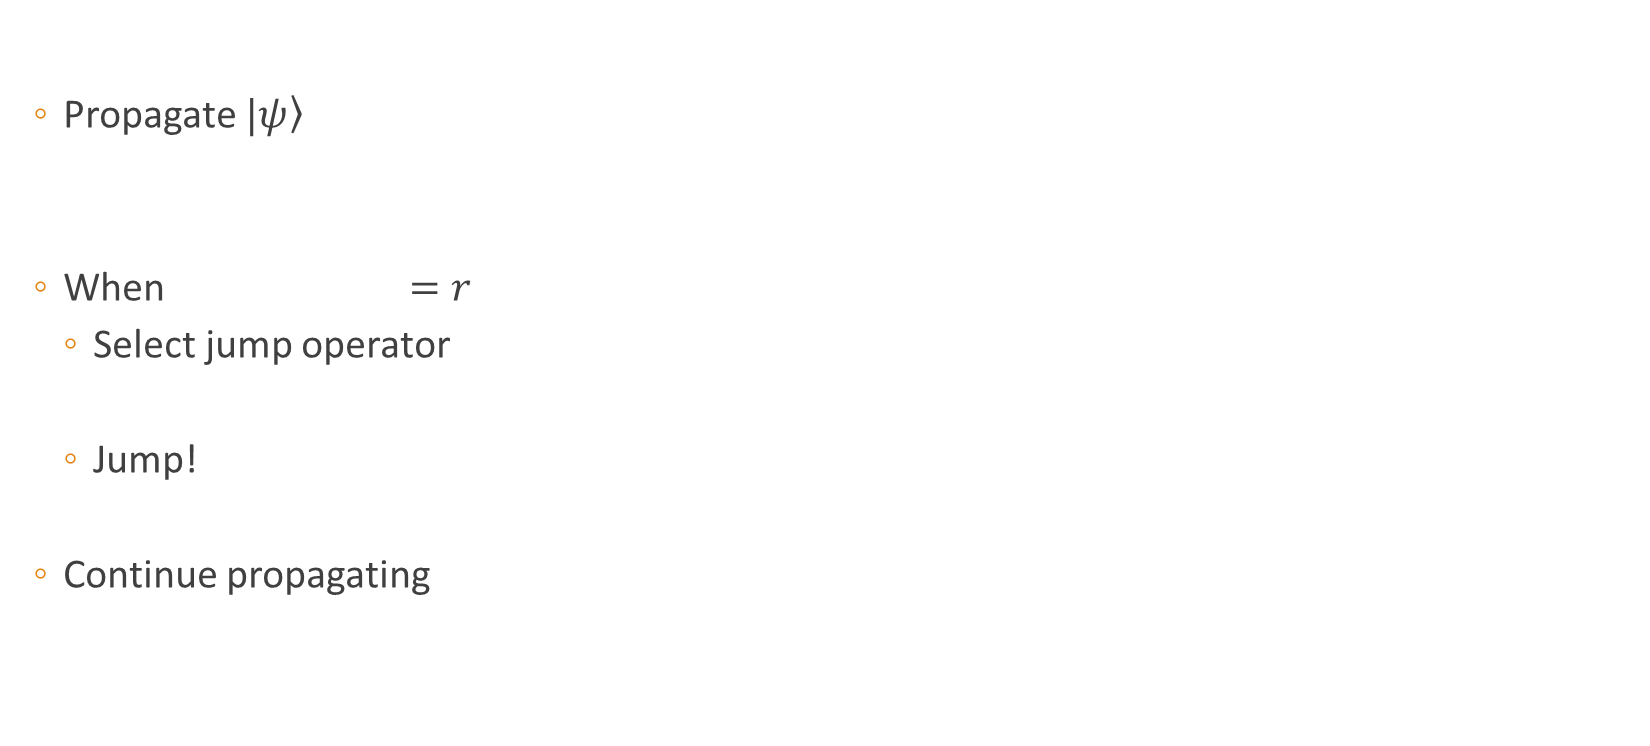 ◦ Propagate |ψ⟩
◦ When = r
◦ Select jump operator
◦ Jump!
◦ Continue propagating